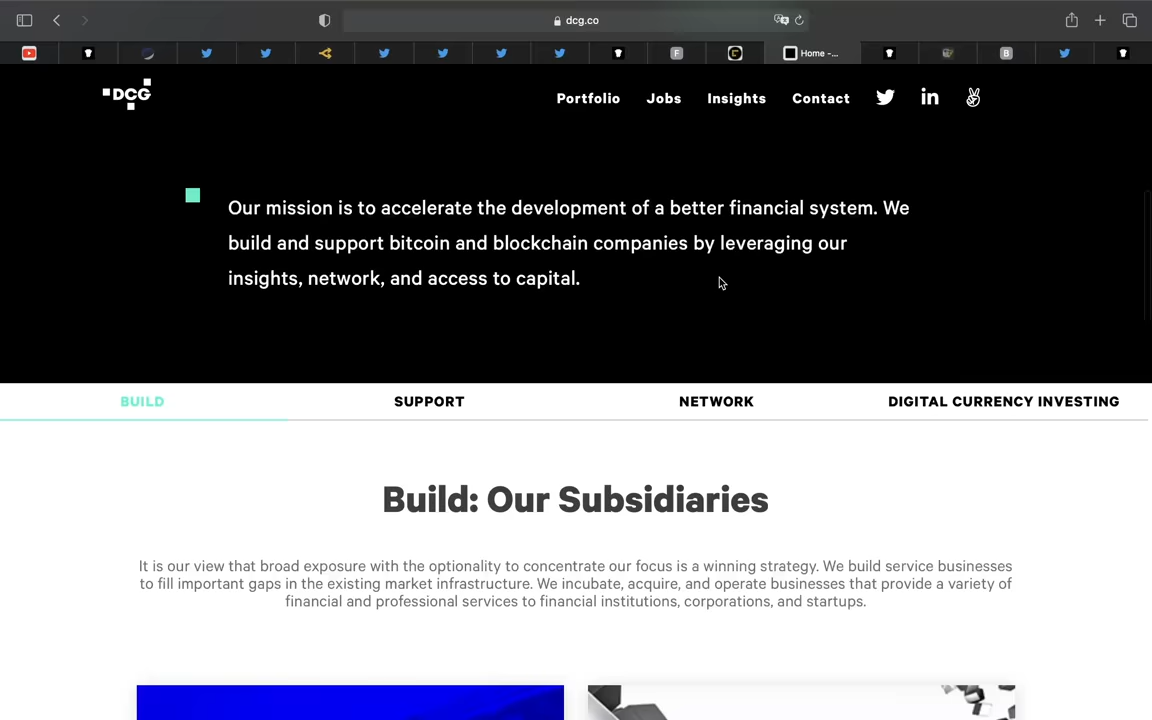 dcg.co
Home -...
F
B
DCG
Portfolio
Jobs
Insights
Contact
in
Our mission is to accelerate the development of a better financial system. We
build and support bitcoin and blockchain companies by leveraging our
insights, network, and access to capital.
BUILD
SUPPORT
NETWORK
DIGITAL CURRENCY INVESTING
Build: Our Subsidiaries
It is our view that broad exposure with the optionality to concentrate our focus is a winning strategy. We build service businesses
to fill important gaps in the existing market infrastructure. We incubate, acquire, and operate businesses that provide a variety of
financial and professional services to financial institutions, corporations, and startups.